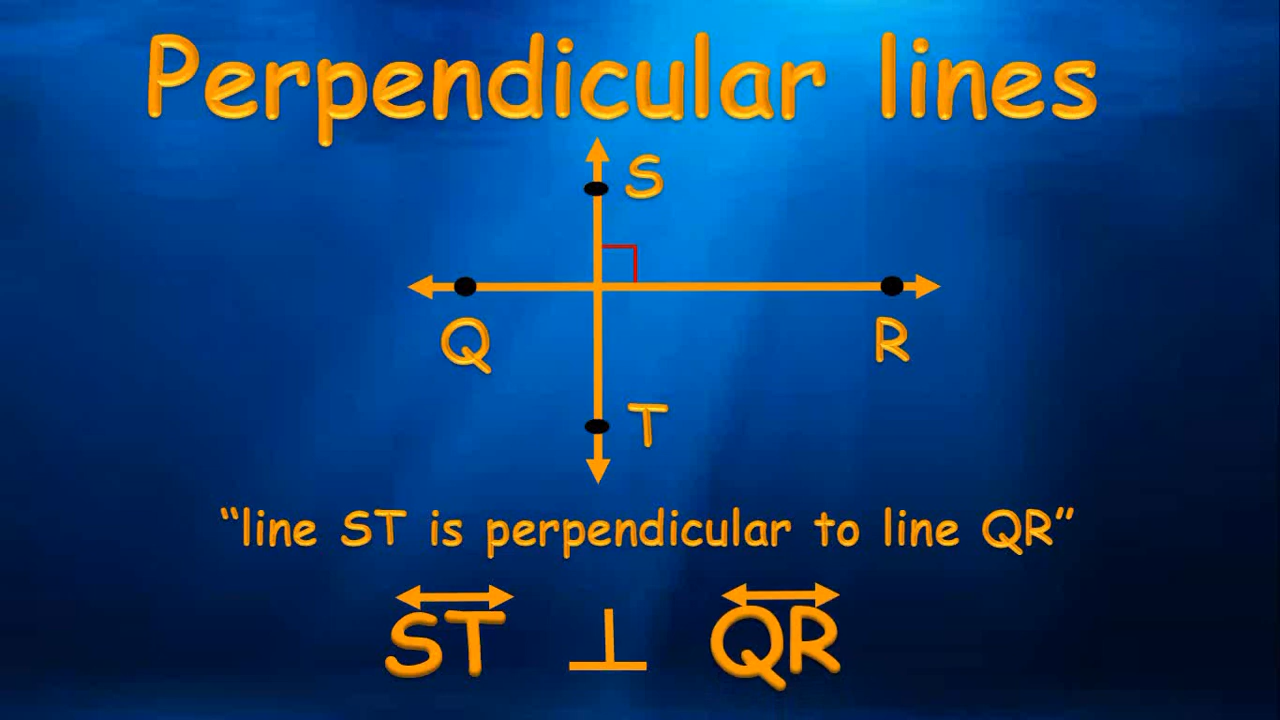 Perpendicular lines
S
Q
R
T
“line ST is perpendicular to line QR”
ST ⊥ QR